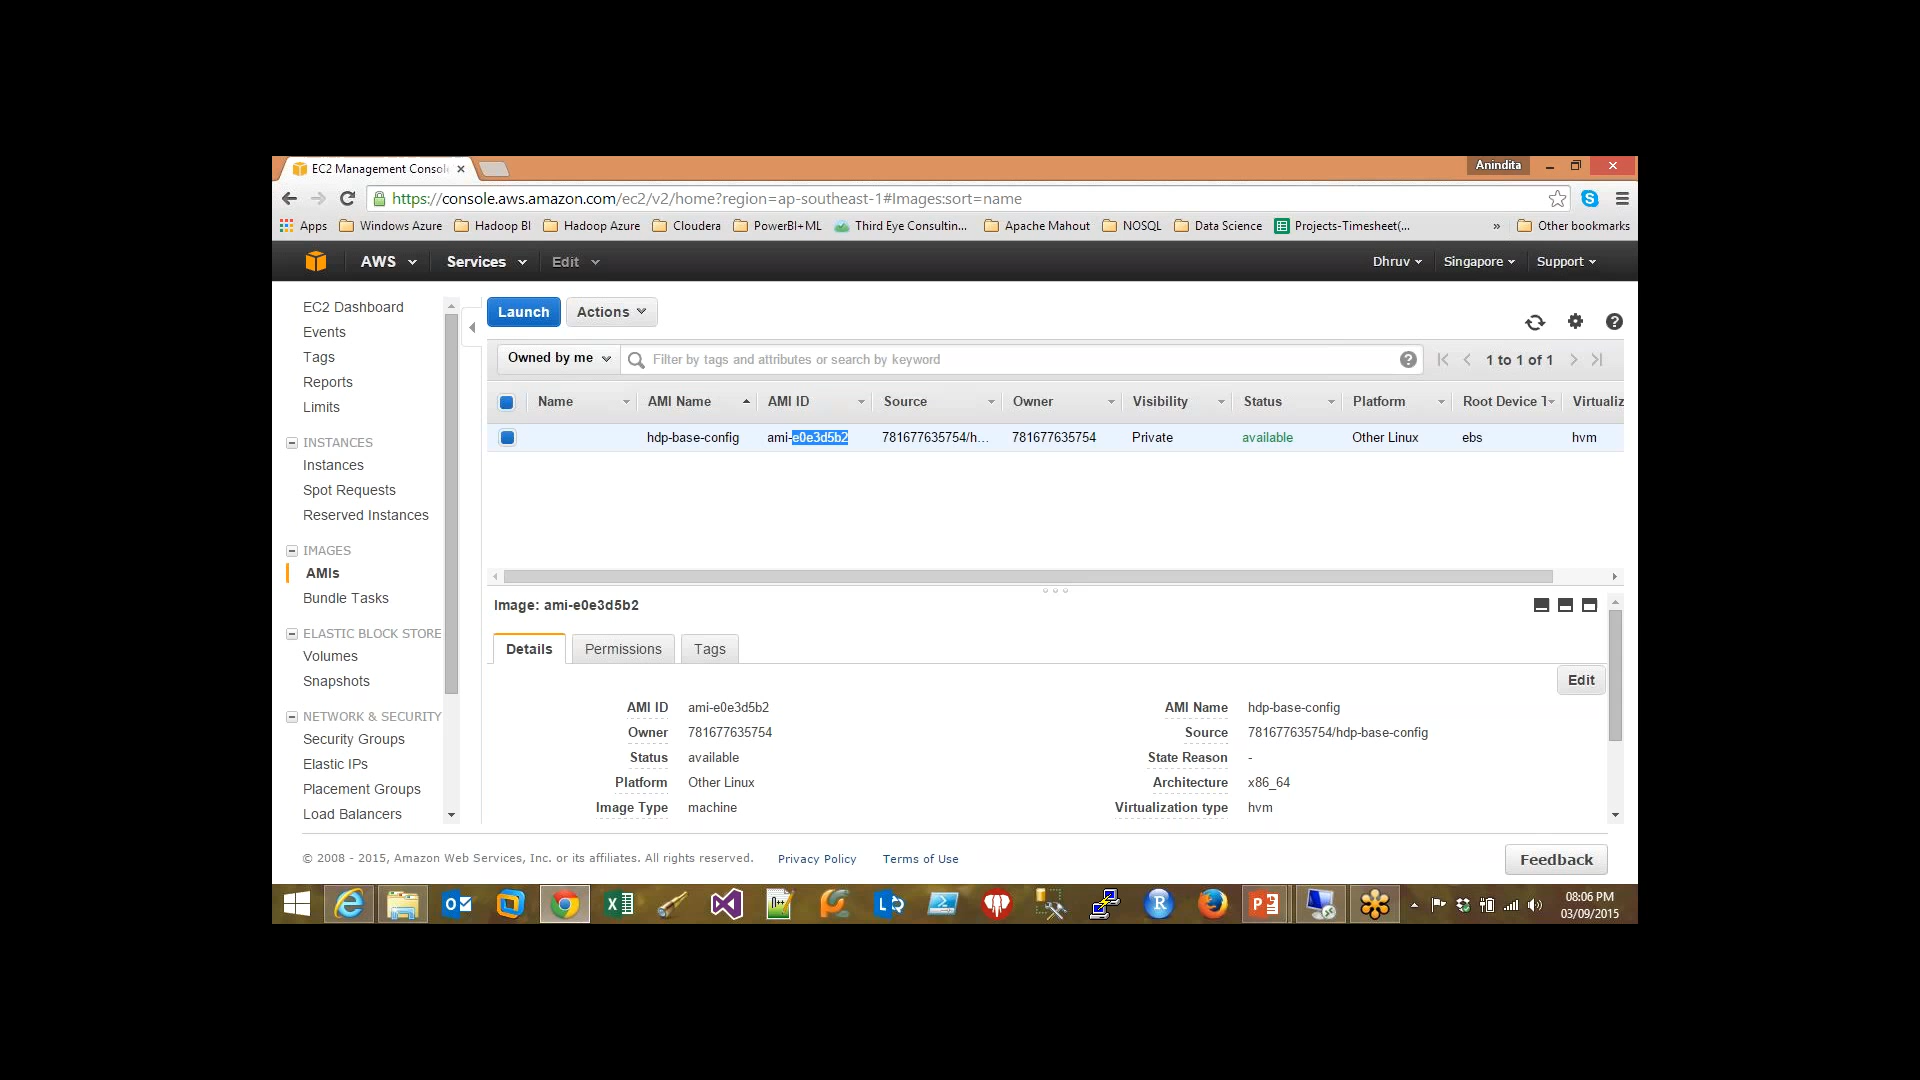 EC2 Management Consol
Anindita
https://console.aws.amazon.com/ec2/v2/home?region=ap-southeast-1#Images:sort=name
Apps Windows Azure Hadoop BI Hadoop Azure Cloudera PowerBI+ML Third Eye Consultin... Apache Mahout NOSQL Data Science Projects-Timesheet(... » Other bookmarks
AWS Services Edit Dhruv Singapore Support
EC2 Dashboard
Events
Tags
Reports
Limits
INSTANCES
Instances
Spot Requests
Reserved Instances
IMAGES
AMIs
Bundle Tasks
ELASTIC BLOCK STORE
Volumes
Snapshots
NETWORK & SECURITY
Security Groups
Elastic IPs
Placement Groups
Load Balancers
Launch Actions
Owned by me Filter by tags and attributes or search by keyword 1 to 1 of 1
Name AMI Name AMI ID Source Owner Visibility Status Platform Root Device T Virtualiz
hdp-base-config ami-e0e3d5b2 781677635754/h... 781677635754 Private available Other Linux ebs hvm
Image: ami-e0e3d5b2
Details Permissions Tags
Edit
AMI ID ami-e0e3d5b2 AMI Name hdp-base-config
Owner 781677635754 Source 781677635754/hdp-base-config
Status available State Reason -
Platform Other Linux Architecture x86_64
Image Type machine Virtualization type hvm
© 2008 - 2015, Amazon Web Services, Inc. or its affiliates. All rights reserved. Privacy Policy Terms of Use
Feedback
08:06 PM
03/09/2015